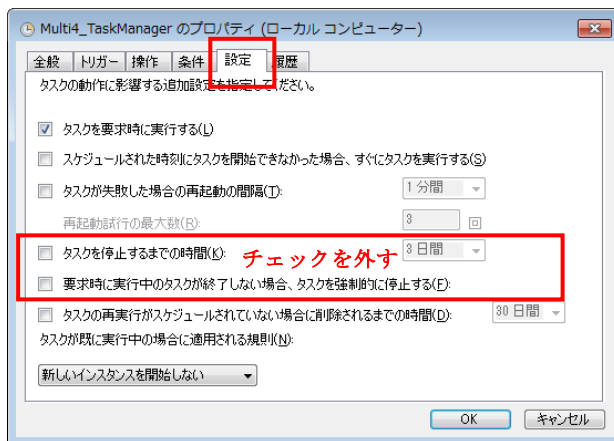 Multi4_TaskManager のプロパティ (ローカル コンピューター)
全般 トリガー 操作 条件 設定 履歴
タスクの動作に影響する追加設定を指定してください。
タスクを要求時に実行する(L)
スケジュールされた時刻にタスクを開始できなかった場合、すぐにタスクを実行する(S)
タスクが失敗した場合の再起動の間隔(T): 1 分間
再起動試行の最大数(R): 3 回
タスクを停止するまでの時間(K): チェックを外す 3 日間
要求時に実行中のタスクが終了しない場合、タスクを強制的に停止する(F):
タスクの再実行がスケジュールされていない場合に削除されるまでの時間(D): 30 日間
タスクが既に実行中の場合に適用される規則(N):
新しいインスタンスを開始しない
OK キャンセル